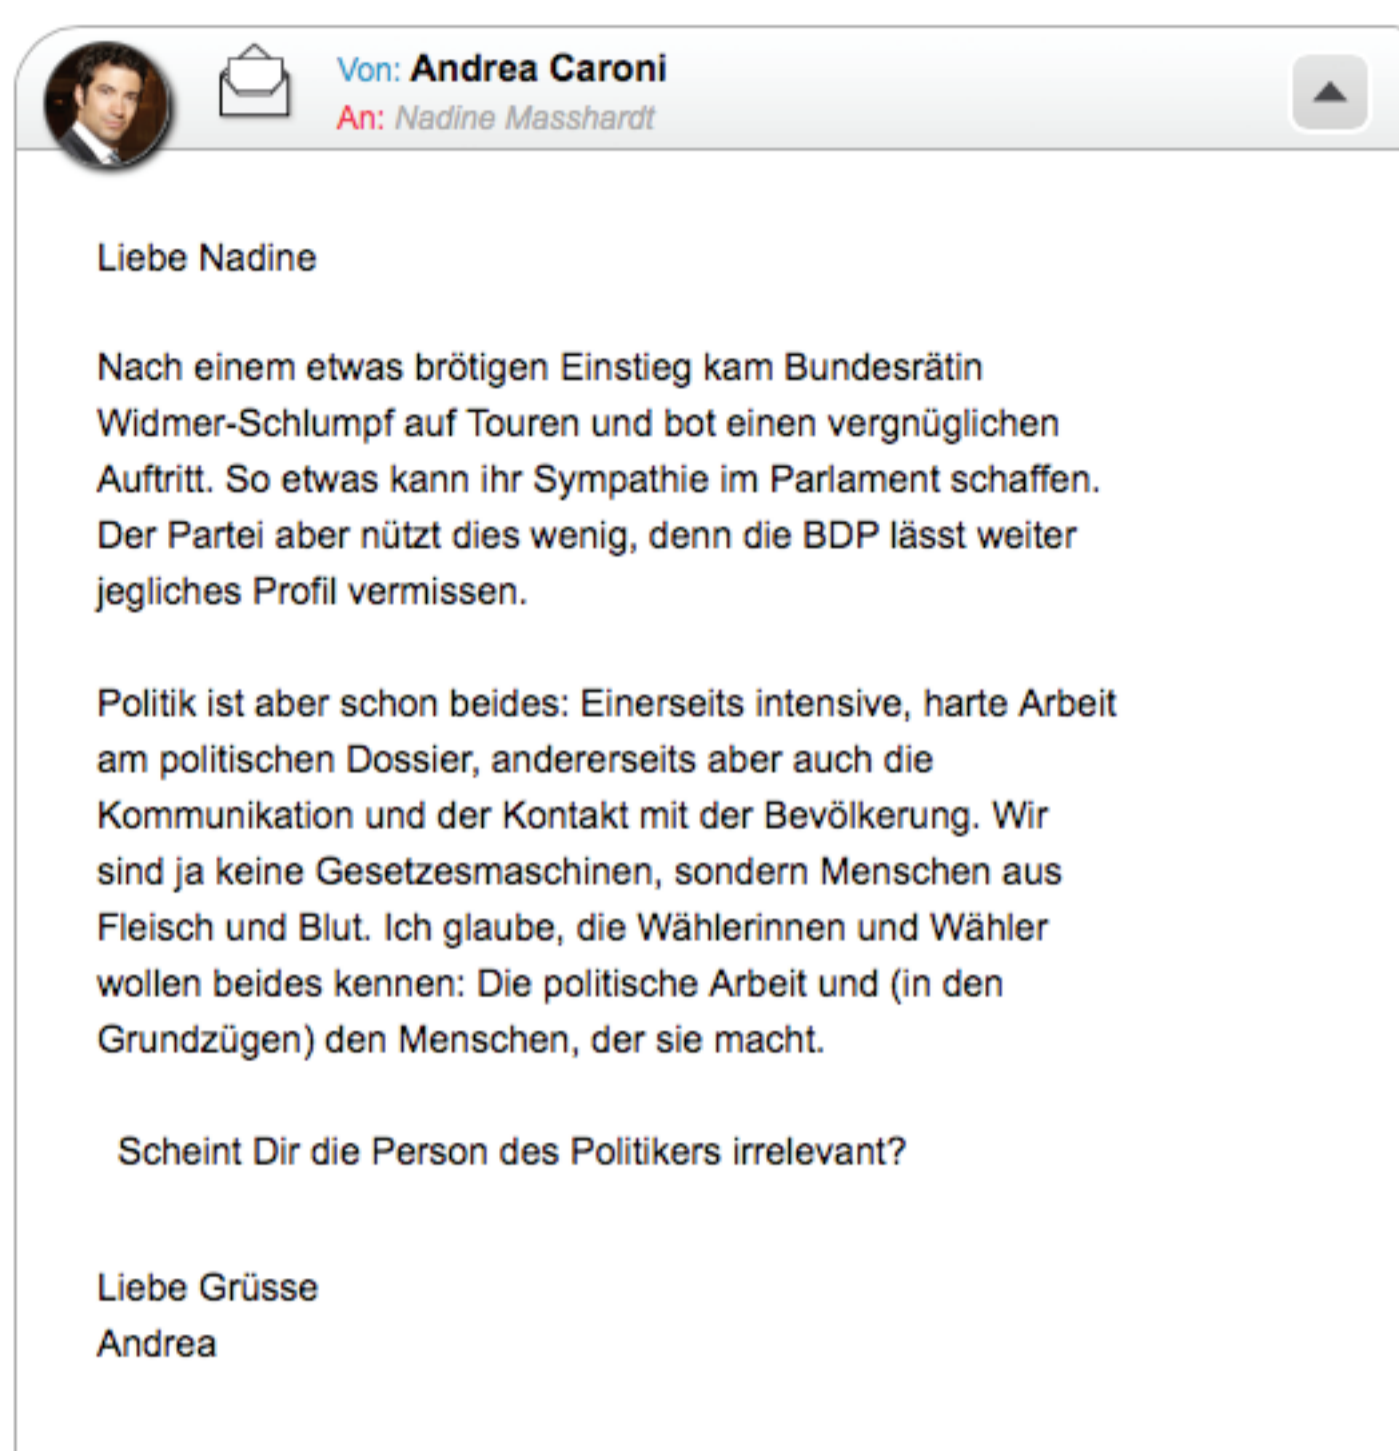 Von: Andrea Caroni
An: Nadine Masshardt
Liebe Nadine
Nach einem etwas brötigen Einstieg kam Bundesrätin
Widmer-Schlumpf auf Touren und bot einen vergnüglichen
Auftritt. So etwas kann ihr Sympathie im Parlament schaffen.
Der Partei aber nützt dies wenig, denn die BDP lässt weiter
jegliches Profil vermissen.
Politik ist aber schon beides: Einerseits intensive, harte Arbeit
am politischen Dossier, andererseits aber auch die
Kommunikation und der Kontakt mit der Bevölkerung. Wir
sind ja keine Gesetzesmaschinen, sondern Menschen aus
Fleisch und Blut. Ich glaube, die Wählerinnen und Wähler
wollen beides kennen: Die politische Arbeit und (in den
Grundzügen) den Menschen, der sie macht.
Scheint Dir die Person des Politikers irrelevant?
Liebe Grüsse
Andrea